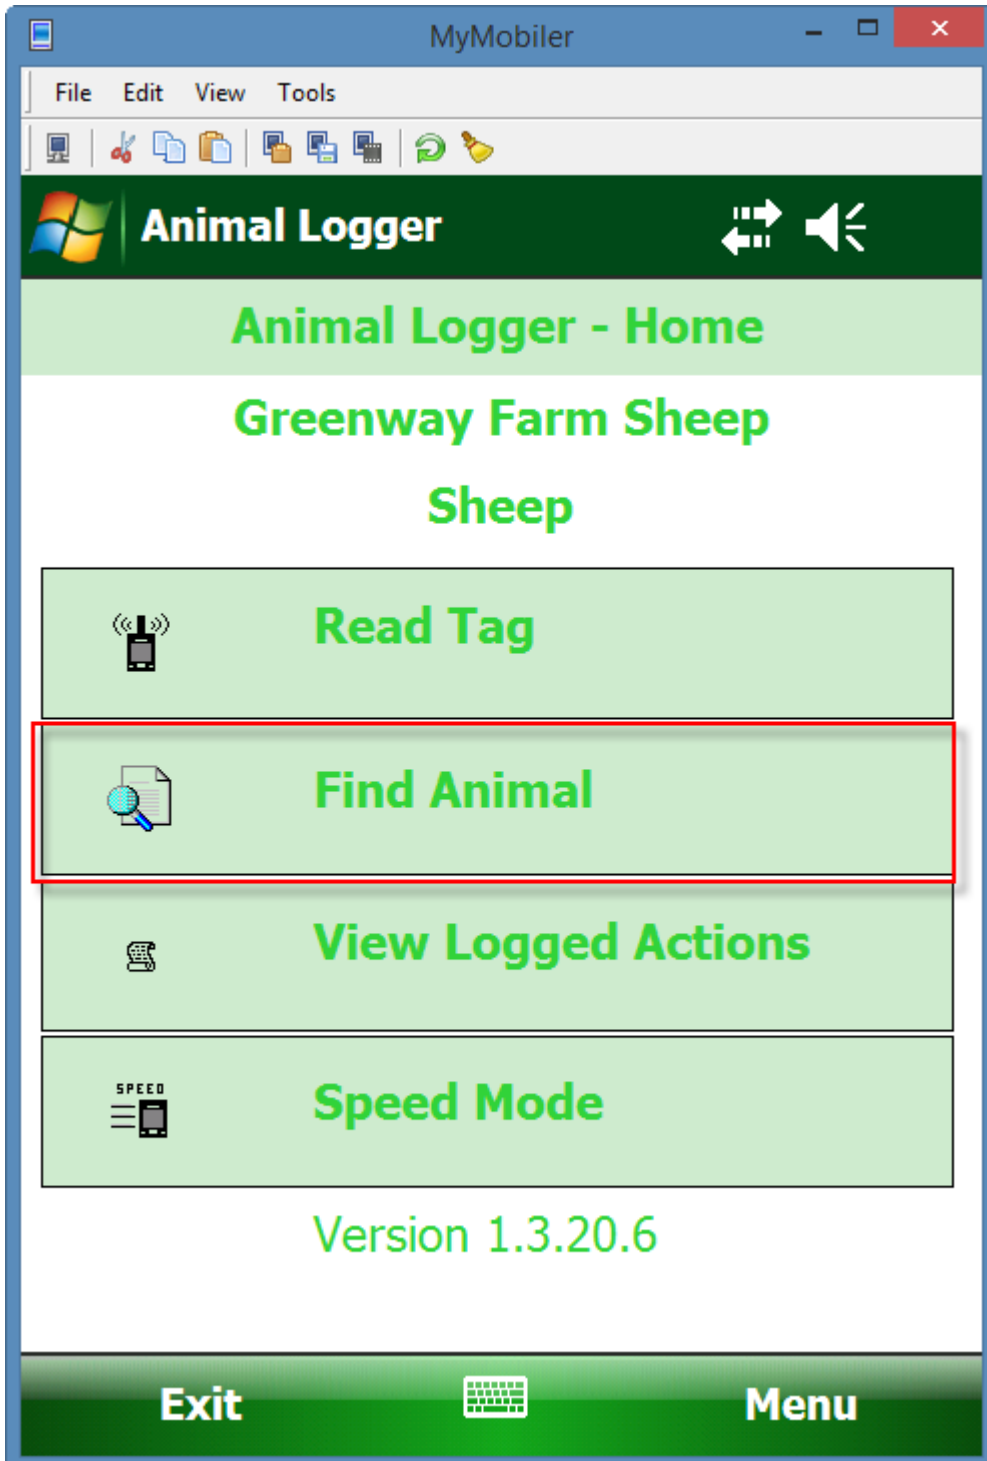 MyMobiler
File Edit View Tools
Animal Logger
Animal Logger - Home
Greenway Farm Sheep
Sheep
Read Tag
Find Animal
View Logged Actions
SPEED
Speed Mode
Version 1.3.20.6
Exit Menu